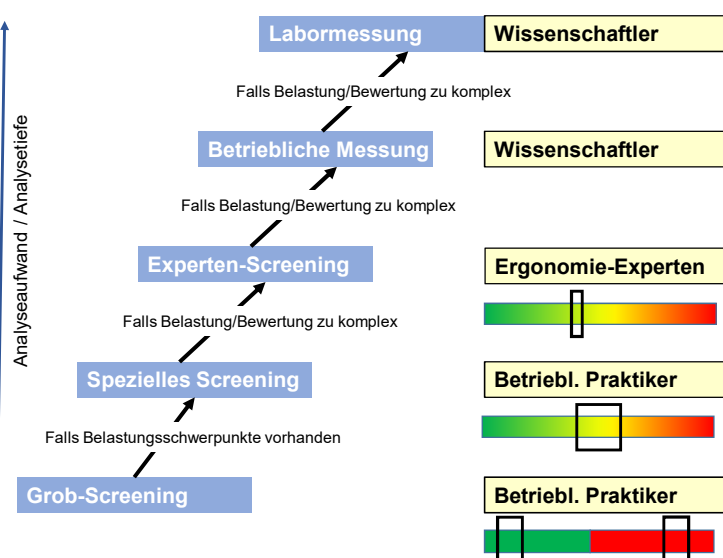 Labormessung
Wissenschaftler
Falls Belastung/Bewertung zu komplex
Betriebliche Messung
Wissenschaftler
Falls Belastung/Bewertung zu komplex
Experten-Screening
Ergonomie-Experten
Falls Belastung/Bewertung zu komplex
Spezielles Screening
Betriebl. Praktiker
Falls Belastungsschwerpunkte vorhanden
Grob-Screening
Betriebl. Praktiker
Analyseaufwand / Analysetiefe